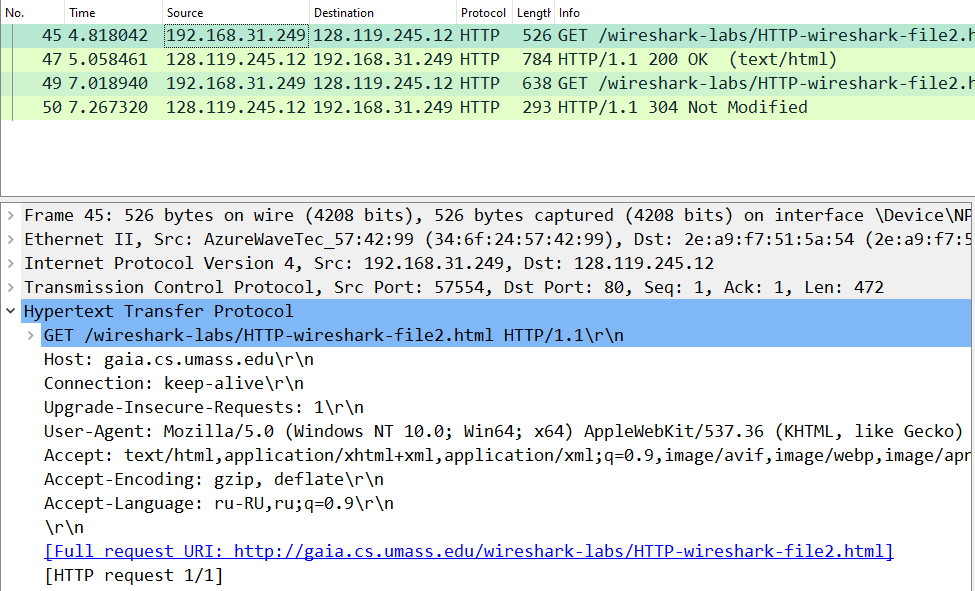 No. Time Source Destination Protocol Length Info
45 4.818042 192.168.31.249 128.119.245.12 HTTP 526 GET /wireshark-labs/HTTP-wireshark-file2.h
47 5.058461 128.119.245.12 192.168.31.249 HTTP 784 HTTP/1.1 200 OK (text/html)
49 7.018940 192.168.31.249 128.119.245.12 HTTP 638 GET /wireshark-labs/HTTP-wireshark-file2.h
50 7.267320 128.119.245.12 192.168.31.249 HTTP 293 HTTP/1.1 304 Not Modified
Frame 45: 526 bytes on wire (4208 bits), 526 bytes captured (4208 bits) on interface \Device\NP
Ethernet II, Src: AzureWaveTec_57:42:99 (34:6f:24:57:42:99), Dst: 2e:a9:f7:51:5a:54 (2e:a9:f7:5
Internet Protocol Version 4, Src: 192.168.31.249, Dst: 128.119.245.12
Transmission Control Protocol, Src Port: 57554, Dst Port: 80, Seq: 1, Ack: 1, Len: 472
Hypertext Transfer Protocol
GET /wireshark-labs/HTTP-wireshark-file2.html HTTP/1.1\r\n
Host: gaia.cs.umass.edu\r\n
Connection: keep-alive\r\n
Upgrade-Insecure-Requests: 1\r\n
User-Agent: Mozilla/5.0 (Windows NT 10.0; Win64; x64) AppleWebKit/537.36 (KHTML, like Gecko)
Accept: text/html,application/xhtml+xml,application/xml;q=0.9,image/avif,image/webp,image/apn
Accept-Encoding: gzip, deflate\r\n
Accept-Language: ru-RU,ru;q=0.9\r\n
\r\n
[Full request URI: http://gaia.cs.umass.edu/wireshark-labs/HTTP-wireshark-file2.html]
[HTTP request 1/1]